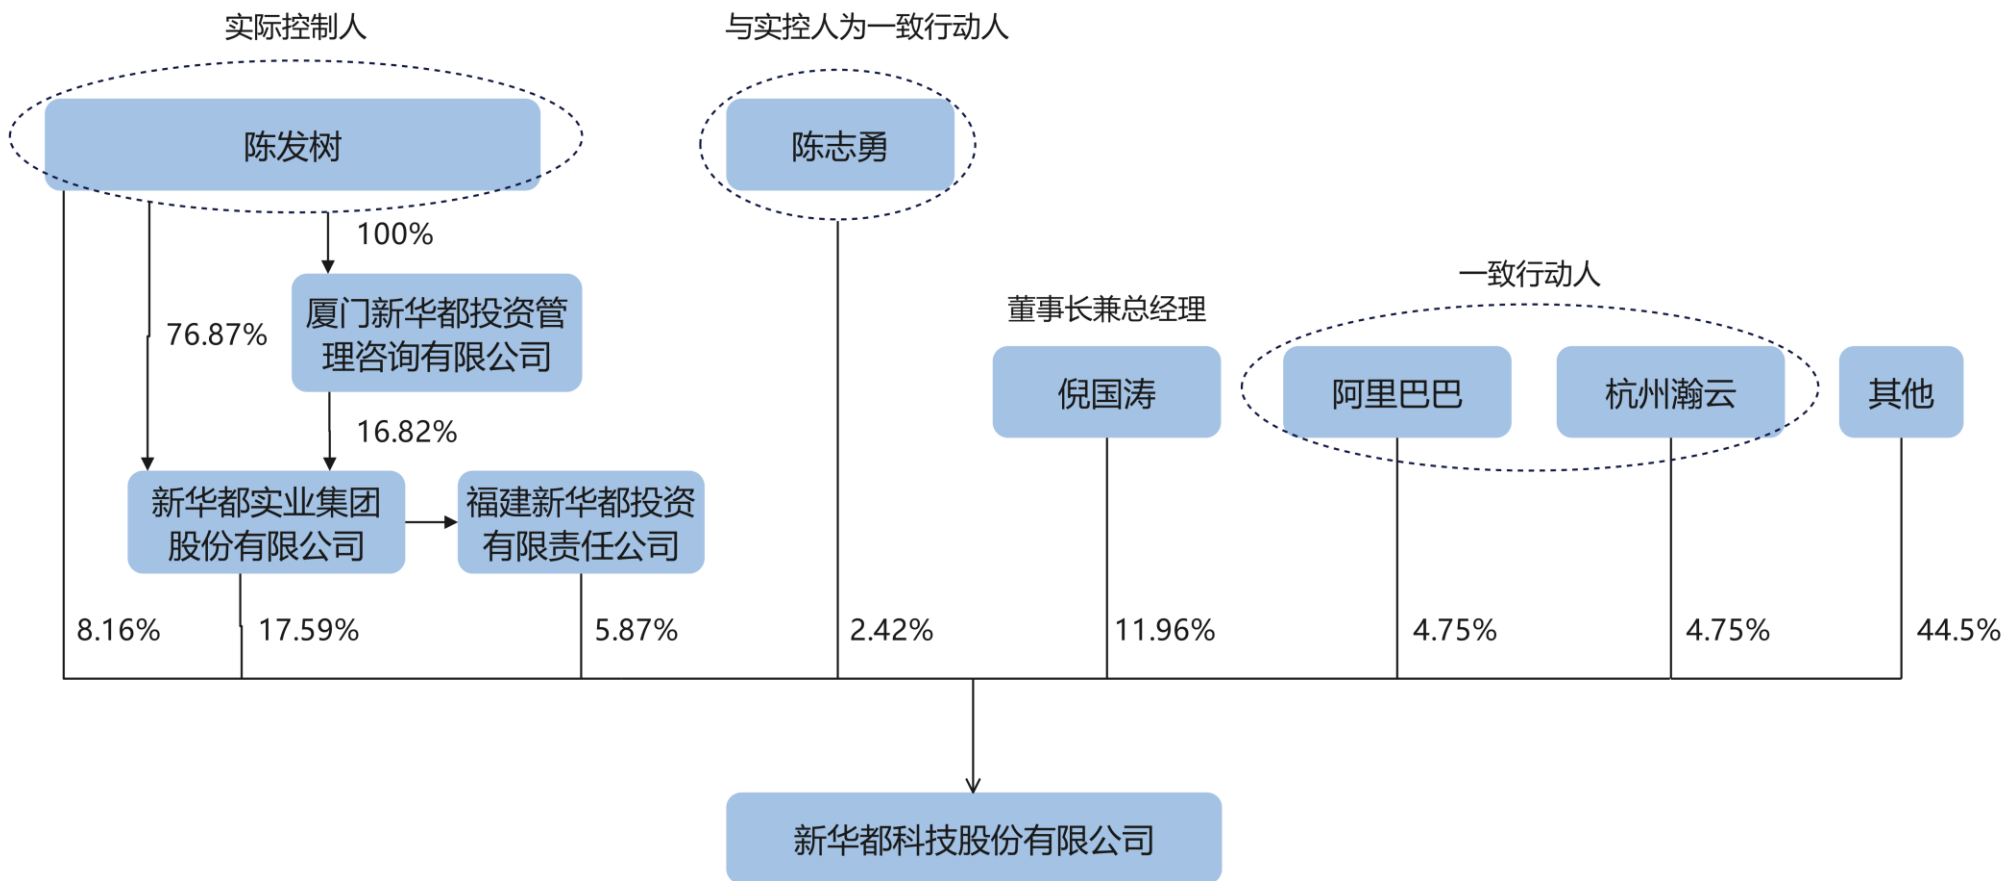 实际控制人
与实控人为一致行动人
陈发树
陈志勇
100%
一致行动人
厦门新华都投资管
理咨询有限公司
董事长兼总经理
76.87%
倪国涛
阿里巴巴
杭州瀚云
其他
16.82%
新华都实业集团
股份有限公司
福建新华都投资
有限责任公司
8.16%
17.59%
5.87%
2.42%
11.96%
4.75%
4.75%
44.5%
新华都科技股份有限公司